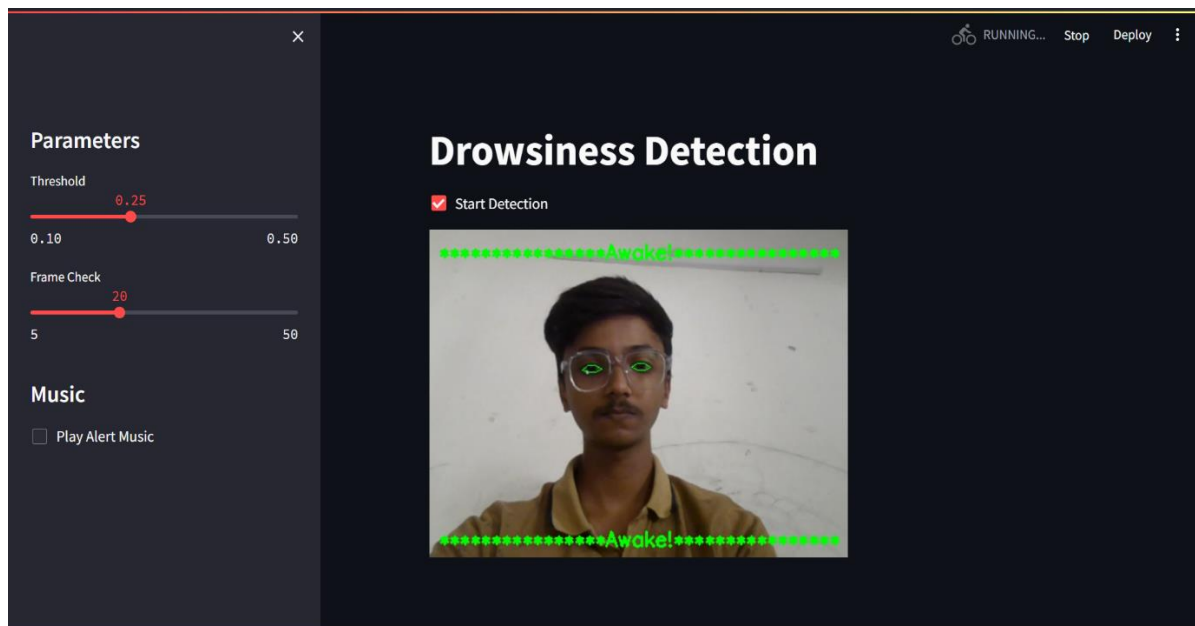 RUNNING... Stop Deploy
Parameters
Threshold
0.25
0.10 0.50
Frame Check
20
5 50
Music
Play Alert Music
Drowsiness Detection
Start Detection
****************Awake!****************
****************Awake!****************